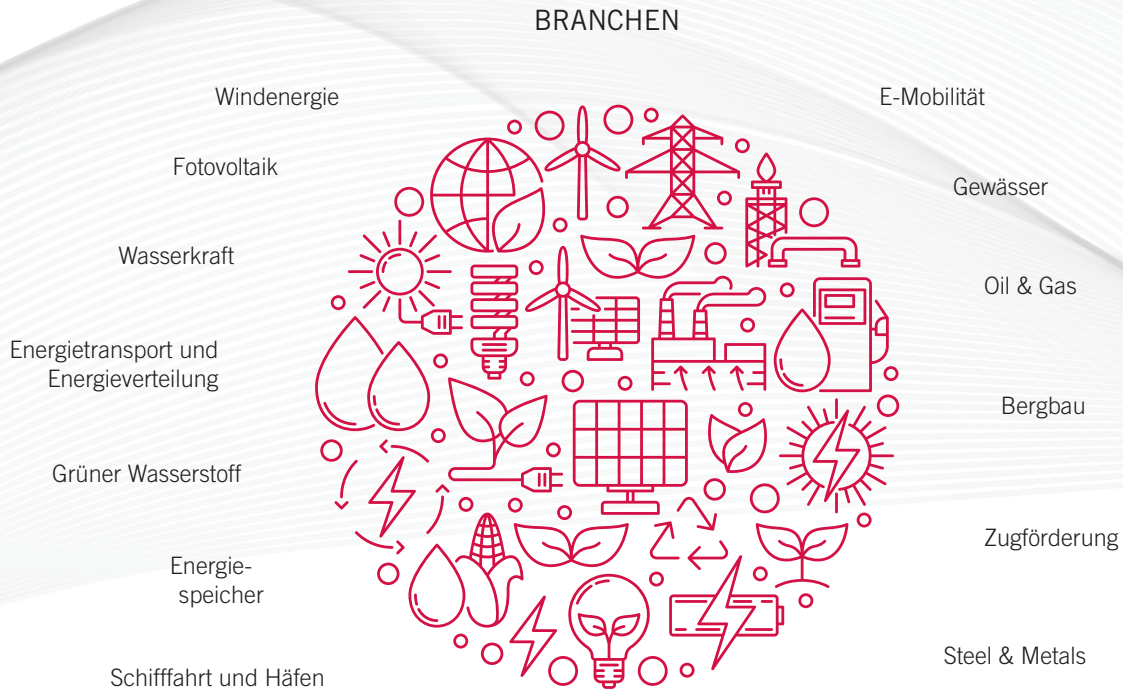 BRANCHEN
Windenergie
Fotovoltaik
Wasserkraft
Energietransport und
Energieverteilung
Grüner Wasserstoff
Energie-
speicher
Schifffahrt und Häfen
E-Mobilität
Gewässer
Oil & Gas
Bergbau
Zugförderung
Steel & Metals